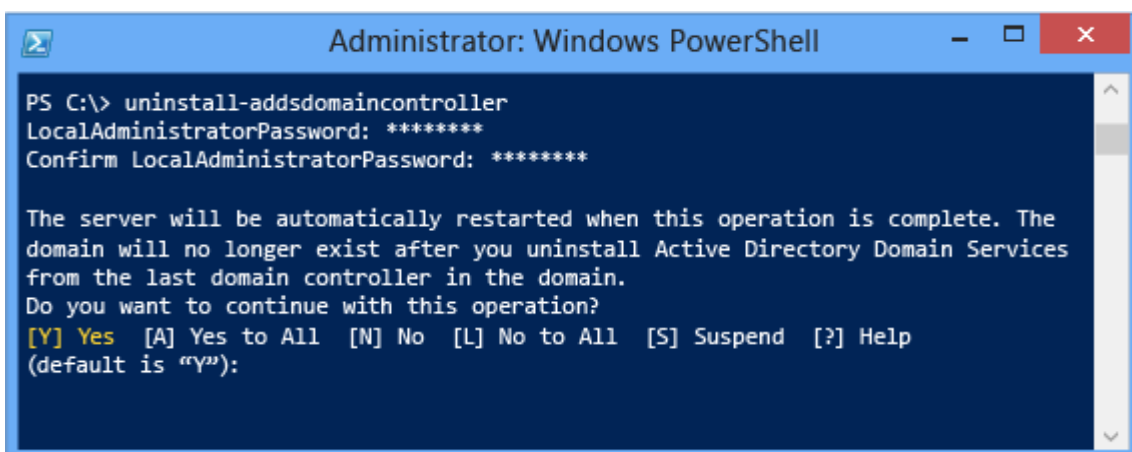 Administrator: Windows PowerShell
PS C:\> uninstall-addsdomaincontroller
LocalAdministratorPassword: ********
Confirm LocalAdministratorPassword: ********
The server will be automatically restarted when this operation is complete. The
domain will no longer exist after you uninstall Active Directory Domain Services
from the last domain controller in the domain.
Do you want to continue with this operation?
[Y] Yes  [A] Yes to All  [N] No  [L] No to All  [S] Suspend  [?] Help
(default is “Y”):